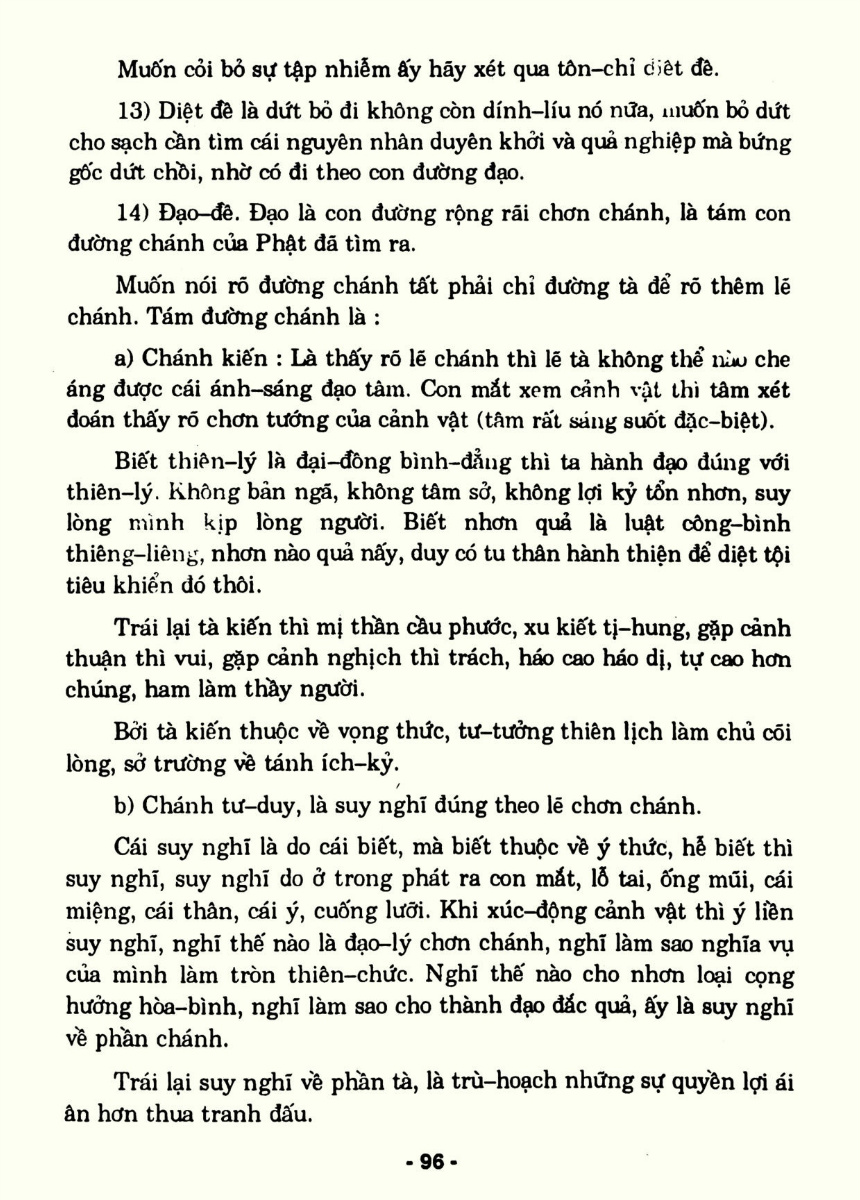 Muốn cỏi bỏ sự tập nhiễm ấy hãy xét qua tôn–chỉ diệt đề.
13) Diệt đề là dứt bỏ đi không còn dính–líu nó nữa, muốn bỏ dứt
cho sạch cần tìm cái nguyên nhân duyên khởi và quả nghiệp mà bứng
gốc dứt chồi, nhờ có đi theo con đường đạo.
14) Đạo–đề. Đạo là con đường rộng rãi chơn chánh, là tám con
đường chánh của Phật đã tìm ra.
Muốn nói rõ đường chánh tất phải chỉ đường tà để rõ thêm lẽ
chánh. Tám đường chánh là :
a) Chánh kiến : Là thấy rõ lẽ chánh thì lẽ tà không thể nào che
áng được cái ánh–sáng đạo tâm. Con mắt xem cảnh vật thì tâm xét
đoán thấy rõ chơn tướng của cảnh vật (tâm rất sáng suốt đặc–biệt).
Biết thiên–lý là đại–đồng bình–đẳng thì ta hành đạo đúng với
thiên–lý. Không bản ngã, không tâm sở, không lợi kỷ tổn nhơn, suy
lòng mình kịp lòng người. Biết nhơn quả là luật công–bình
thiêng–liêng, nhơn nào quả nấy, duy có tu thân hành thiện để diệt tội
tiêu khiển đó thôi.
Trái lại tà kiến thì mị thần cầu phước, xu kiết tị–hung, gặp cảnh
thuận thì vui, gặp cảnh nghịch thì trách, háo cao háo dị, tự cao hơn
chúng, ham làm thầy người.
Bởi tà kiến thuộc về vọng thức, tư–tưởng thiên lịch làm chủ cõi
lòng, sở trường về tánh ích–kỷ.
b) Chánh tư–duy, là suy nghĩ đúng theo lẽ chơn chánh.
Cái suy nghĩ là do cái biết, mà biết thuộc về ý thức, hễ biết thì
suy nghĩ, suy nghĩ do ở trong phát ra con mắt, lỗ tai, ống mũi, cái
miệng, cái thân, cái ý, cuống lưỡi. Khi xúc–động cảnh vật thì ý liền
suy nghĩ, nghĩ thế nào là đạo–lý chơn chánh, nghĩ làm sao nghĩa vụ
của mình làm tròn thiên–chức. Nghĩ thế nào cho nhơn loại cọng
hưởng hòa–bình, nghĩ làm sao cho thành đạo đắc quả, ấy là suy nghĩ
về phần chánh.
Trái lại suy nghĩ về phần tà, là trù–hoạch những sự quyền lợi ái
ân hơn thua tranh đấu.
- 96 -